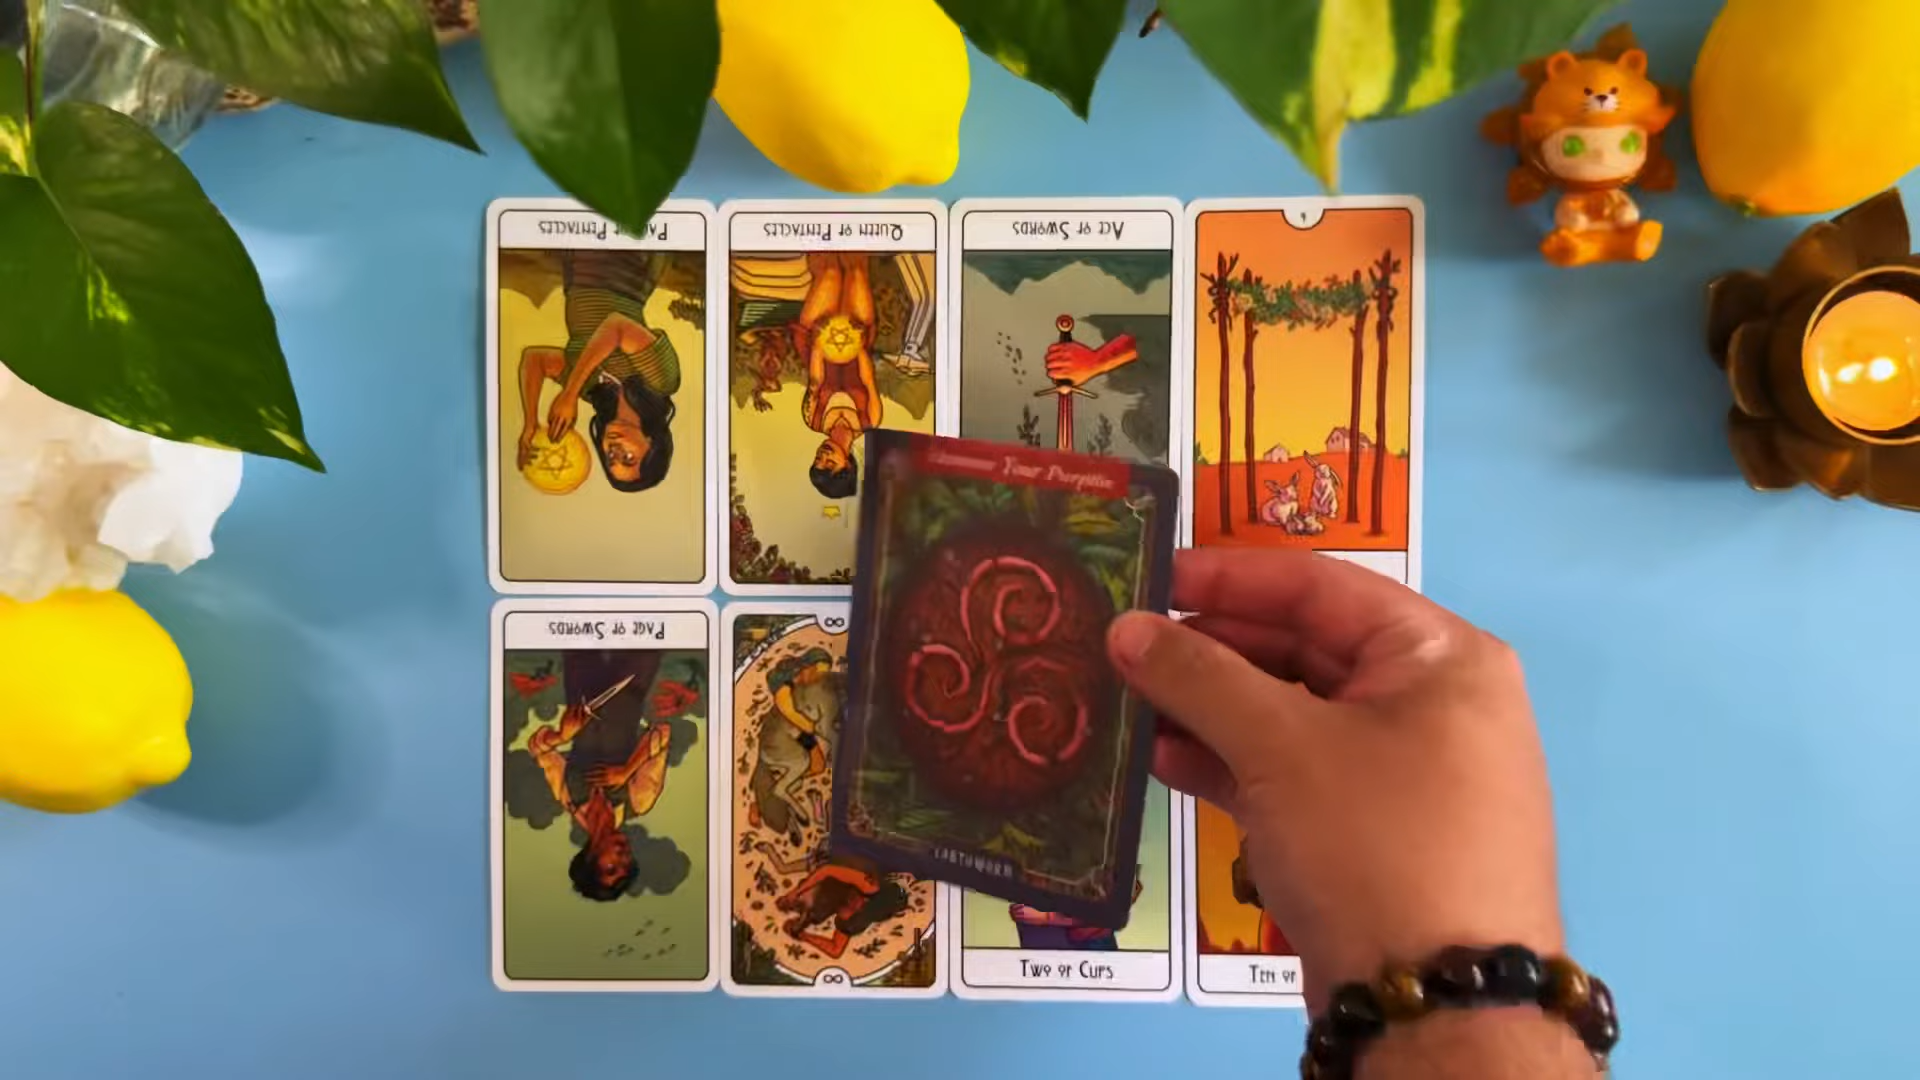 PAGE OF PENTACLES
QUEEN OF PENTACLES
ACE OF SWORDS
Your Purpose
PAGE OF SWORDS
EARTHWORM
TWO OF CUPS
TEN OF